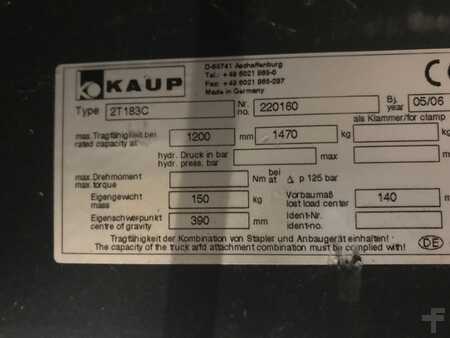 KAUP
D-63741 Aschaffenburg
Tel.: +49 6021 865-0
Fax: +49 6021 865-287
Made in Germany
CE
Type 2T183C Nr. no. 220160 Bj. year 05/06
als Klammer/for clamp
max. Tragfähigkeit bei rated capacity at 1200 mm 1470 kg
hydr. Druck in bar hydr. press. bar max max
max. Drehmoment max. torque Nm bei at △ p 125 bar
Eigengewicht mass 150 kg Vorbaumaß lost load center 140 m
Eigenschwerpunkt centre of gravity 390 mm Ident-Nr. Ident-no.
Tragfähigkeit der Kombination von Stapler und Anbaugerät einhalten!
The capacity of the truck and attachment combination must be complied with!
DE